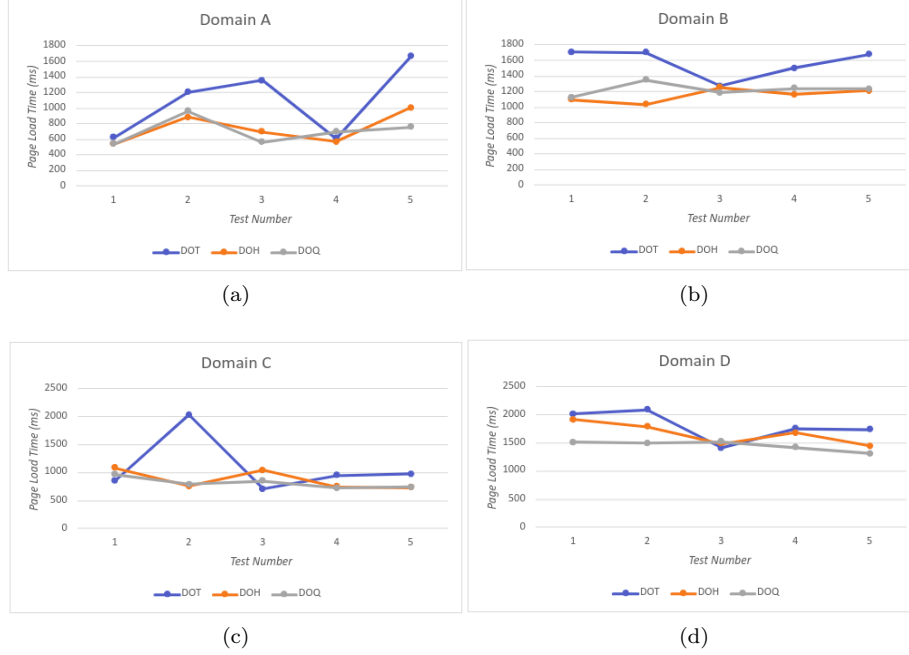 Domain A
Page Load Time (ms)
1800
1600
1400
1200
1000
800
600
400
200
0
1 2 3 4 5
Test Number
DOT DOH DOQ
(a)
Domain B
Page Load Time (ms)
1800
1600
1400
1200
1000
800
600
400
200
0
1 2 3 4 5
Test Number
DOT DOH DOQ
(b)
Domain C
Page Load Time (ms)
2500
2000
1500
1000
500
0
1 2 3 4 5
Test Number
DOT DOH DOQ
(c)
Domain D
Page Load Time (ms)
2500
2000
1500
1000
500
0
1 2 3 4 5
Test Number
DOT DOH DOQ
(d)